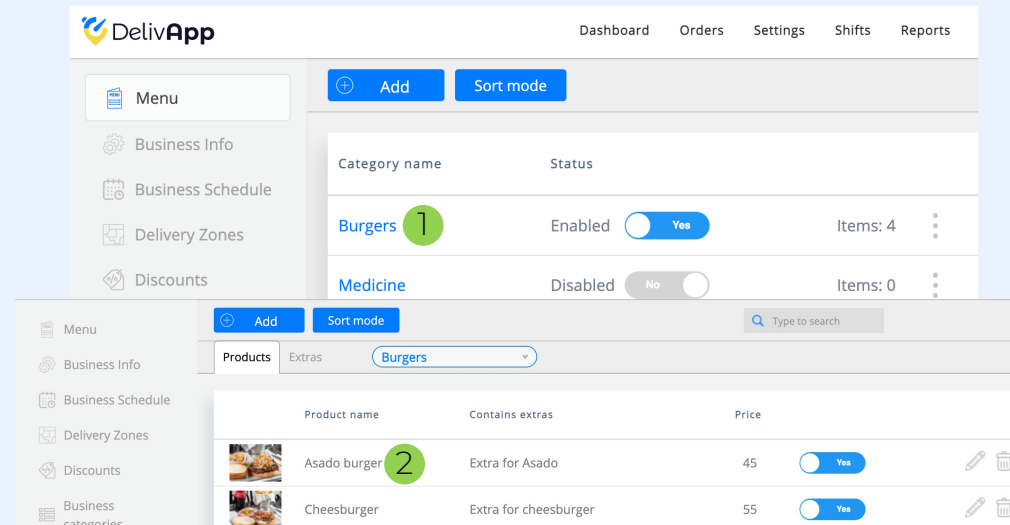 DelivApp
Dashboard Orders Settings Shifts Reports
Menu
Add Sort mode
Business Info
Business Schedule
Delivery Zones
Discounts
Category name Status
Burgers 1 Enabled Yes Items: 4
Medicine Disabled No Items: 0
Menu
Business Info
Business Schedule
Delivery Zones
Discounts
Business
categories
Add Sort mode Type to search
Products Extras Burgers
Product name Contains extras Price
Asado burger 2 Extra for Asado 45 Yes
Cheesburger Extra for cheesburger 55 Yes